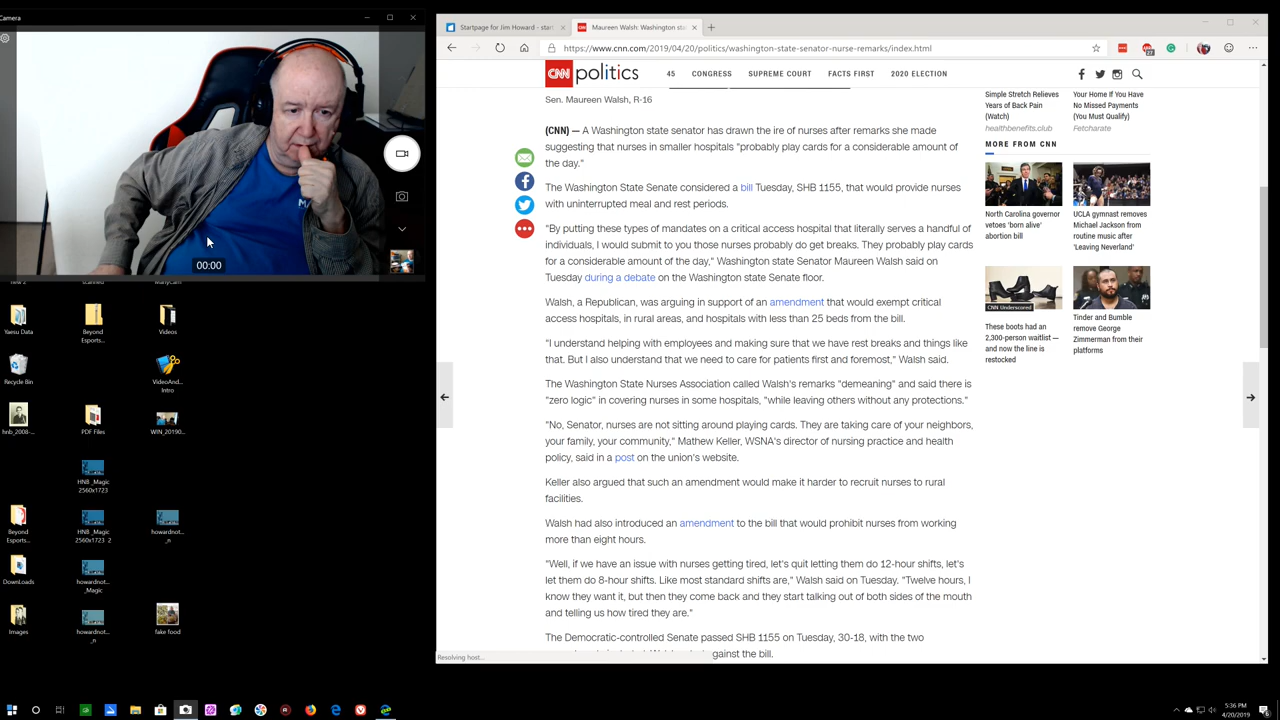 Camera
00:00
new 2
scanned
ManyCam
Yaesu Data
Beyond
Esports...
Videos
Recycle Bin
VideoAnd...
Intro
hnb_2008-...
PDF Files
WIN_20190...
HNB _Magic
2560x1723
Beyond
Esports...
HNB _Magic
2560x1723 2
howardnot...
_n
DownLoads
howardnot...
_Magic
Images
howardnot...
_n
fake food
Startpage for Jim Howard - start
Maureen Walsh: Washington sta
https://www.cnn.com/2019/04/20/politics/washington-state-senator-nurse-remarks/index.html
27
CNN politics
45 CONGRESS SUPREME COURT FACTS FIRST 2020 ELECTION
Sen. Maureen Walsh, R-16
(CNN) — A Washington state senator has drawn the ire of nurses after remarks she made
suggesting that nurses in smaller hospitals "probably play cards for a considerable amount of
the day."
The Washington State Senate considered a bill Tuesday, SHB 1155, that would provide nurses
with uninterrupted meal and rest periods.
"By putting these types of mandates on a critical access hospital that literally serves a handful of
individuals, I would submit to you those nurses probably do get breaks. They probably play cards
for a considerable amount of the day," Washington state Senator Maureen Walsh said on
Tuesday during a debate on the Washington state Senate floor.
Walsh, a Republican, was arguing in support of an amendment that would exempt critical
access hospitals, in rural areas, and hospitals with less than 25 beds from the bill.
"I understand helping with employees and making sure that we have rest breaks and things like
that. But I also understand that we need to care for patients first and foremost," Walsh said.
The Washington State Nurses Association called Walsh's remarks "demeaning" and said there is
"zero logic" in covering nurses in some hospitals, "while leaving others without any protections."
"No, Senator, nurses are not sitting around playing cards. They are taking care of your neighbors,
your family, your community," Mathew Keller, WSNA's director of nursing practice and health
policy, said in a post on the union's website.
Keller also argued that such an amendment would make it harder to recruit nurses to rural
facilities.
Walsh had also introduced an amendment to the bill that would prohibit nurses from working
more than eight hours.
"Well, if we have an issue with nurses getting tired, let's quit letting them do 12-hour shifts, let's
let them do 8-hour shifts. Like most standard shifts are," Walsh said on Tuesday. "Twelve hours, I
know they want it, but then they come back and they start talking out of both sides of the mouth
and telling us how tired they are."
The Democratic-controlled Senate passed SHB 1155 on Tuesday, 30-18, with the two
against the bill.
Resolving host...
Simple Stretch Relieves
Years of Back Pain
(Watch)
healthbenefits.club
Your Home If You Have
No Missed Payments
(You Must Qualify)
Fetcharate
MORE FROM CNN
North Carolina governor
vetoes 'born alive'
abortion bill
UCLA gymnast removes
Michael Jackson from
routine music after
'Leaving Neverland'
CNN Underscored
These boots had an
2,300-person waitlist —
and now the line is
restocked
Tinder and Bumble
remove George
Zimmerman from their
platforms
5:36 PM
4/20/2019